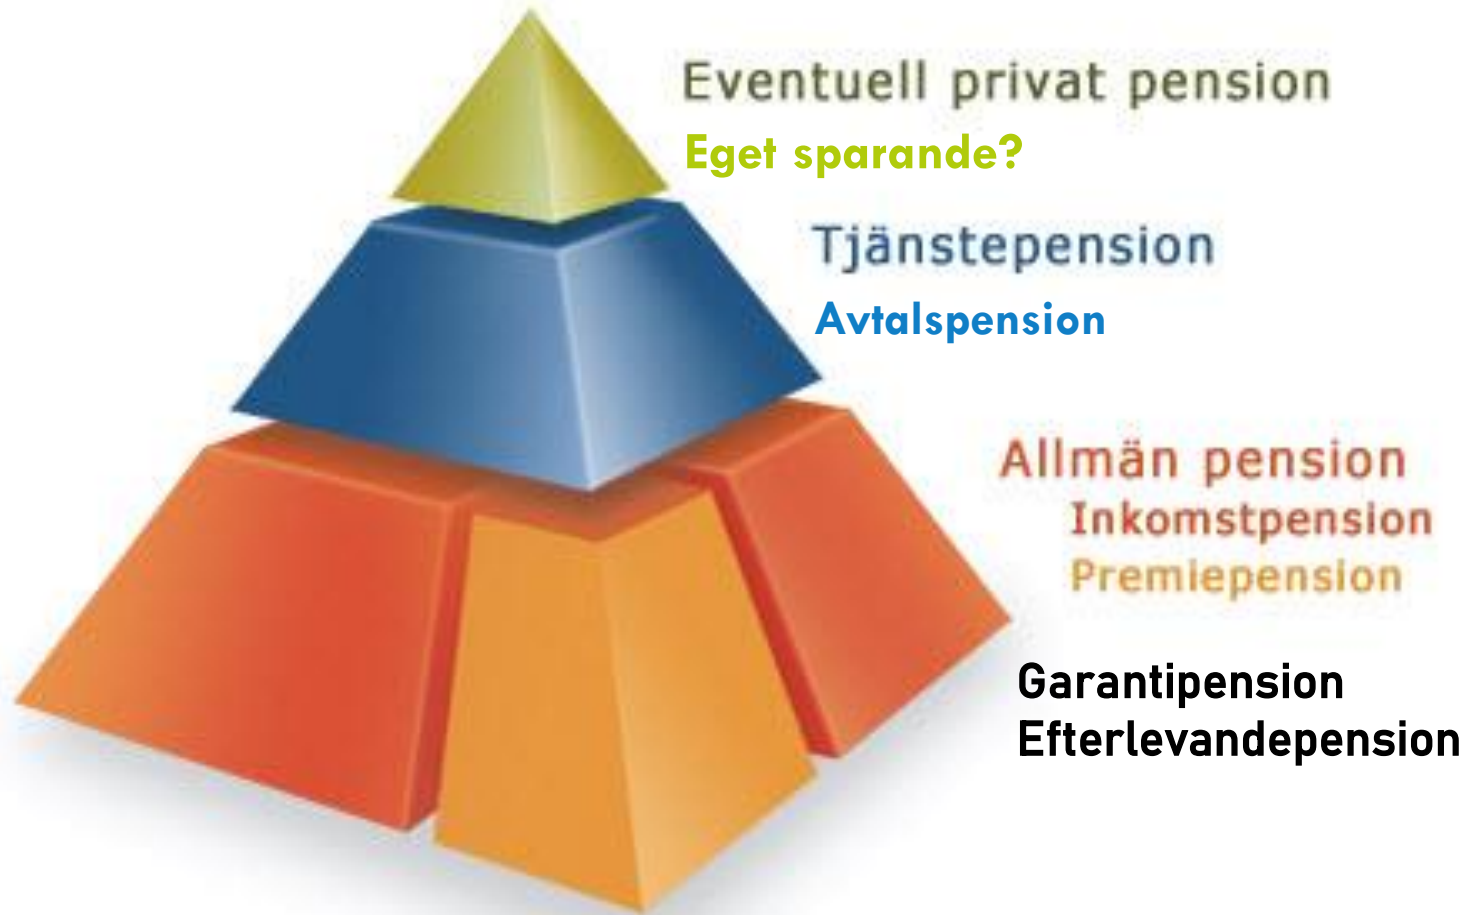 Eventuell privat pension
Eget sparande?
Tjänstepension
Avtalspension
Allmän pension
Inkomstpension
Premiepension
Garantipension
Efterlevandepension